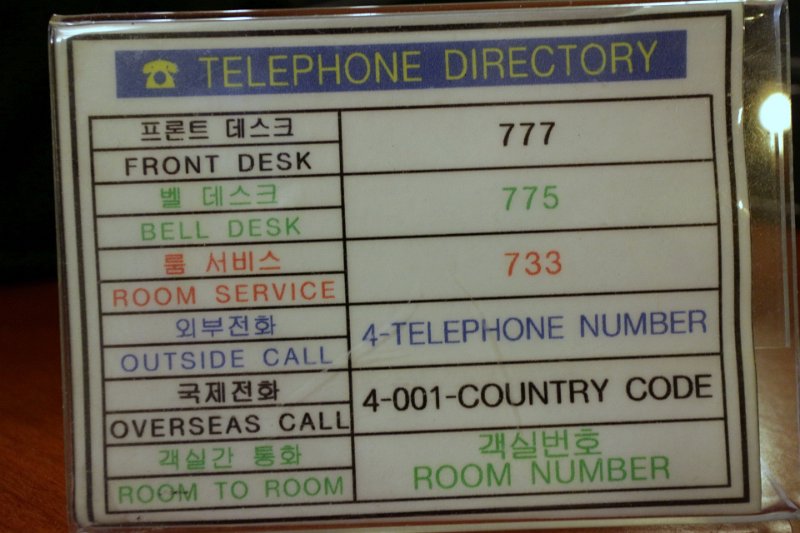 TELEPHONE DIRECTORY
프론트 데스크
FRONT DESK
777
벨 데스크
BELL DESK
775
룸 서비스
ROOM SERVICE
733
외부전화
OUTSIDE CALL
4-TELEPHONE NUMBER
국제전화
OVERSEAS CALL
4-001-COUNTRY CODE
객실간 통화
ROOM TO ROOM
객실번호
ROOM NUMBER